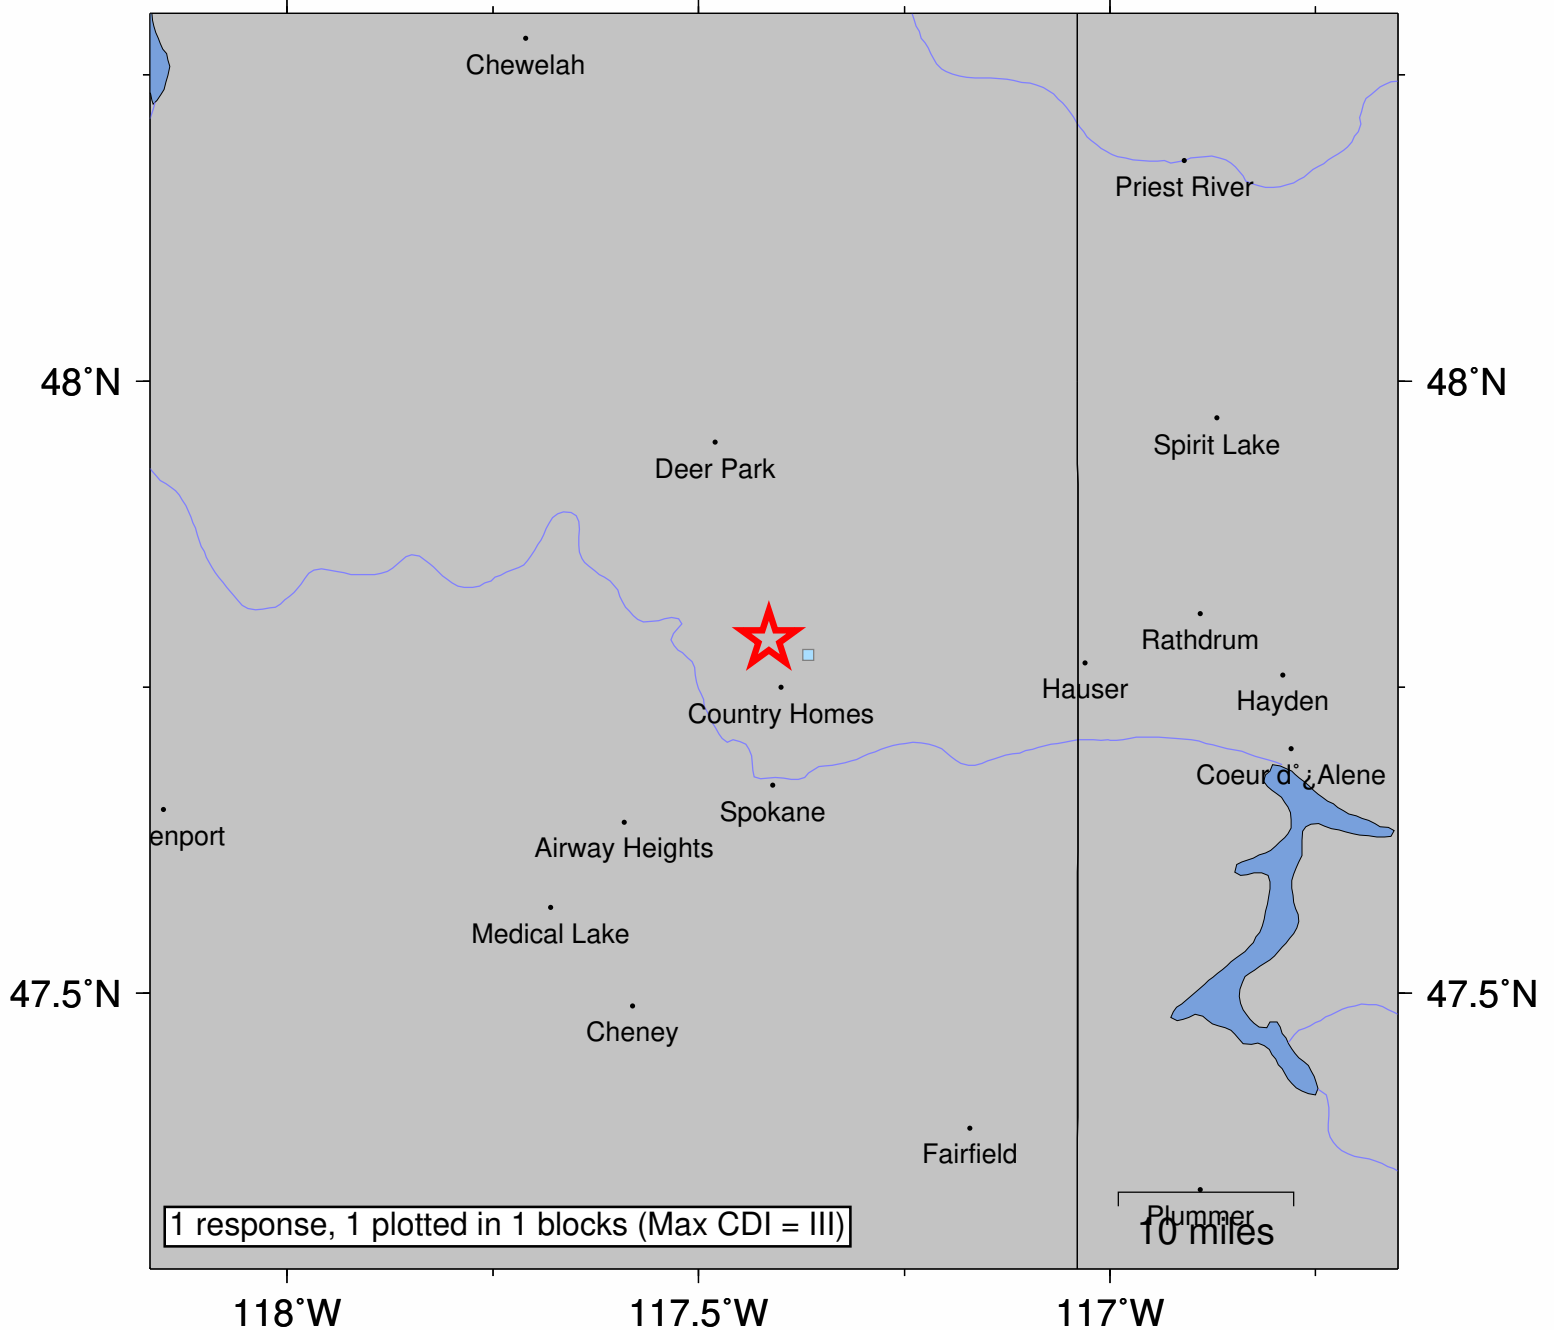 Chewelah
Priest River
48˚N
48˚N
Spirit Lake
Deer Park
Rathdrum
Hauser
Hayden
Country Homes
Coeur d˚¿Alene
Spokane
enport
Airway Heights
Medical Lake
47.5˚N
47.5˚N
Cheney
Fairfield
Plummer
10 miles
1 response, 1 plotted in 1 blocks (Max CDI = III)
118˚W
117.5˚W
117˚W